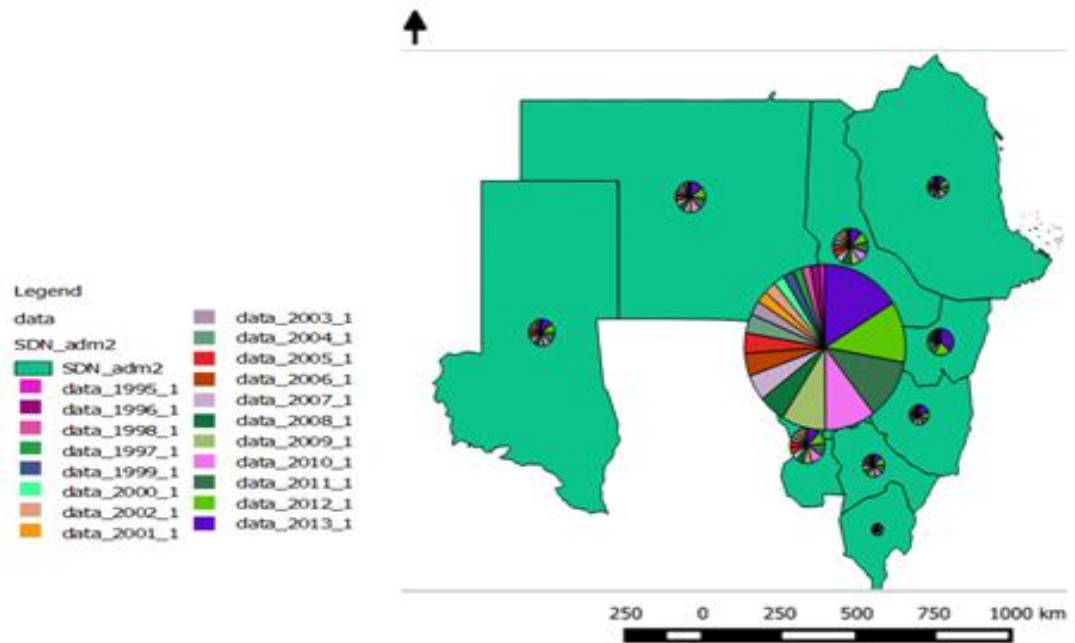 Legend
data
SDN_adm2
SDN_adm2
data_1995_1
data_1996_1
data_1998_1
data_1997_1
data_1999_1
data_2000_1
data_2002_1
data_2001_1
data_2003_1
data_2004_1
data_2005_1
data_2006_1
data_2007_1
data_2008_1
data_2009_1
data_2010_1
data_2011_1
data_2012_1
data_2013_1
250 0 250 500 750 1000 km